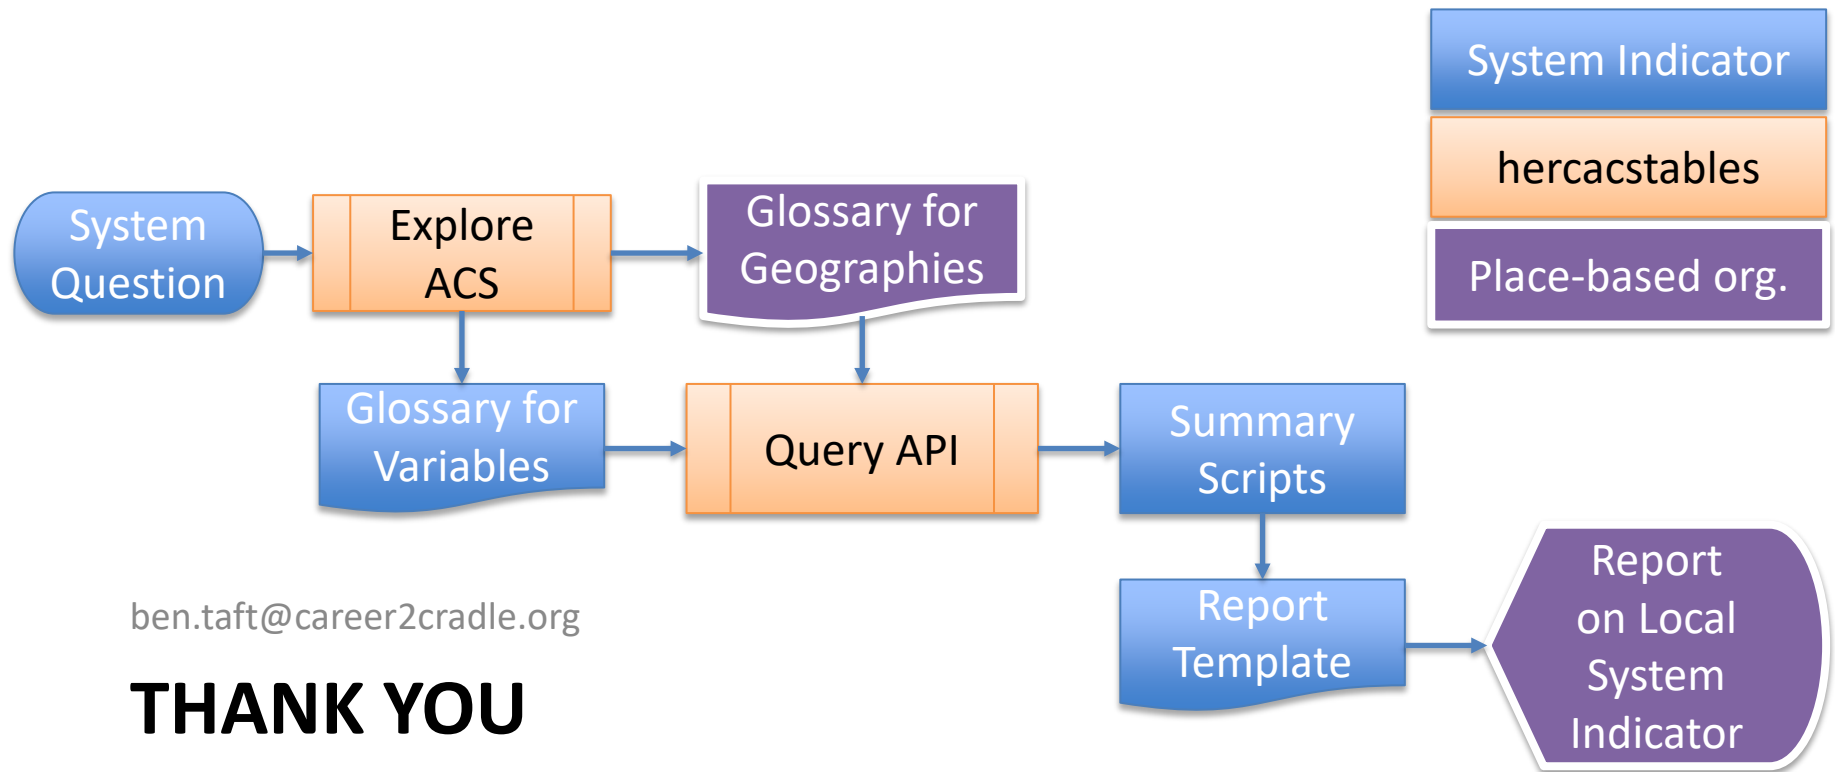 System Indicator
hercacstables
Place-based org.
System
Question
Explore
ACS
Glossary for
Geographies
Glossary for
Variables
Query API
Summary
Scripts
Report
Template
Report
on Local
System
Indicator
ben.taft@career2cradle.org
THANK YOU